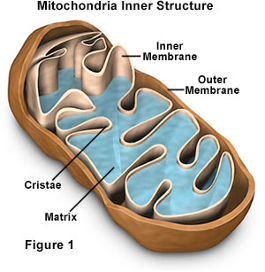 Mitochondria Inner Structure
Inner
Membrane
Outer
Membrane
Cristae
Matrix
Figure 1